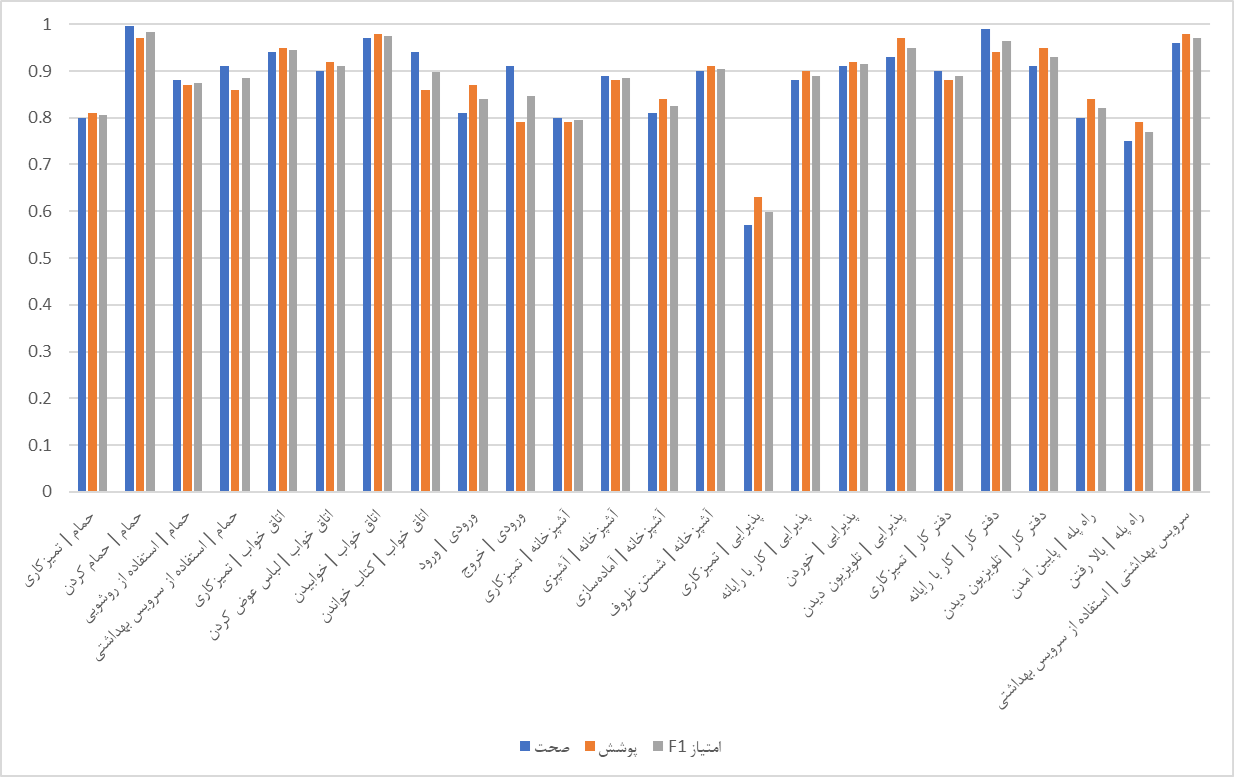 1
0.9
0.8
0.7
0.6
0.5
0.4
0.3
0.2
0.1
0
حمام | تمیزکاری
حمام | حمام کردن
حمام | استفاده از روشویی
حمام | استفاده از سرویس بهداشتی
اتاق خواب | تمیزکاری
اتاق خواب | لباس عوض کردن
اتاق خواب | خوابیدن
اتاق خواب | کتاب خواندن
ورودی | ورود
ورودی | خروج
آشپزخانه | تمیزکاری
آشپزخانه | آشپزی
آشپزخانه | آماده‌سازی
آشپزخانه | شستن ظروف
پذیرایی | تمیزکاری
پذیرایی | کار با رایانه
پذیرایی | خوردن
پذیرایی | تلویزیون دیدن
دفتر کار | تمیزکاری
دفتر کار | کار با رایانه
دفتر کار | تلویزیون دیدن
راه پله | پایین آمدن
راه پله | بالا رفتن
سرویس بهداشتی | استفاده از سرویس بهداشتی
صحت
پوشش
امتیاز F1